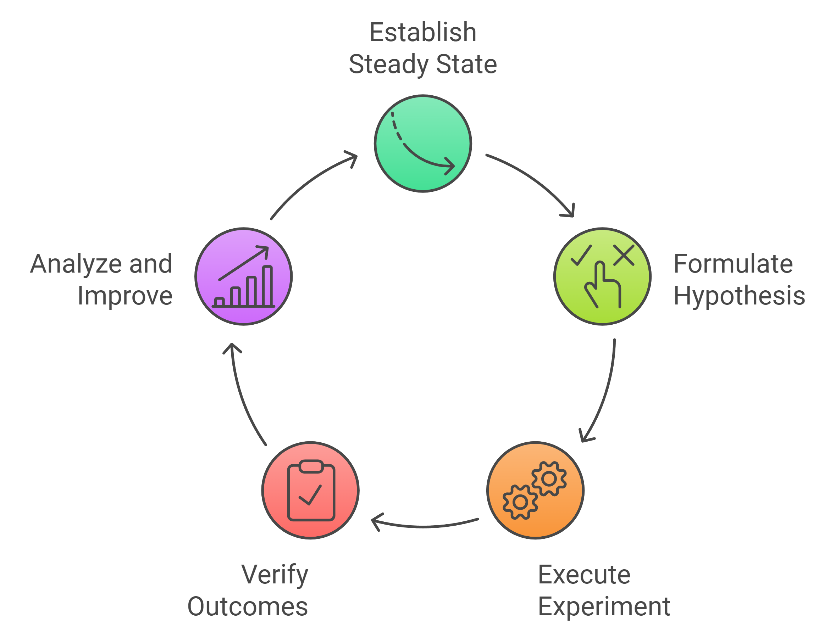 Establish
Steady State
Formulate
Hypothesis
Execute
Experiment
Verify
Outcomes
Analyze and
Improve